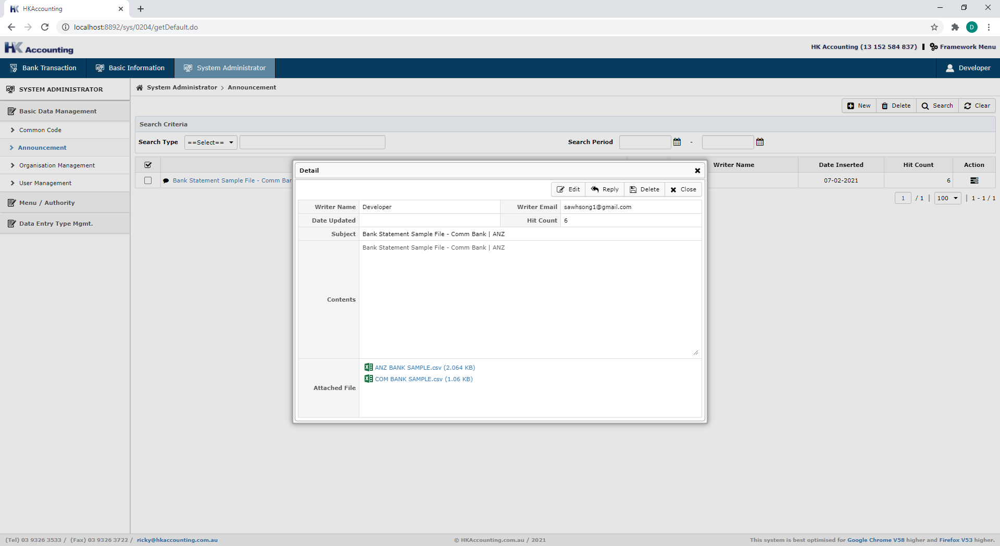 HKAccounting
localhost:8892/sys/0204/getDefault.do
D
HK Accounting
HK Accounting (13 152 584 837) | Framework Menu
Bank Transaction
Basic Information
System Administrator
Developer
SYSTEM ADMINISTRATOR
System Administrator > Announcement
New
Delete
Search
Clear
Basic Data Management
Common Code
Announcement
Organisation Management
User Management
Menu / Authority
Data Entry Type Mgmt.
Search Criteria
Search Type
==Select==
Search Period
-
Writer Name
Date Inserted
Hit Count
Action
Bank Statement Sample File - Comm Ban
07-02-2021
6
1 / 1 | 100 | 1 - 1 / 1
Detail
Edit
Reply
Delete
Close
Writer Name
Developer
Writer Email
sawhsong1@gmail.com
Date Updated
Hit Count
6
Subject
Bank Statement Sample File - Comm Bank | ANZ
Contents
Bank Statement Sample File - Comm Bank | ANZ
Attached File
ANZ BANK SAMPLE.csv (2.064 KB)
COM BANK SAMPLE.csv (1.06 KB)
(Tel) 03 9326 3533 / (Fax) 03 9326 3722 / ricky@hkaccounting.com.au
© HKAccounting.com.au / 2021
This system is best optimised for Google Chrome V58 higher and Firefox V53 higher.